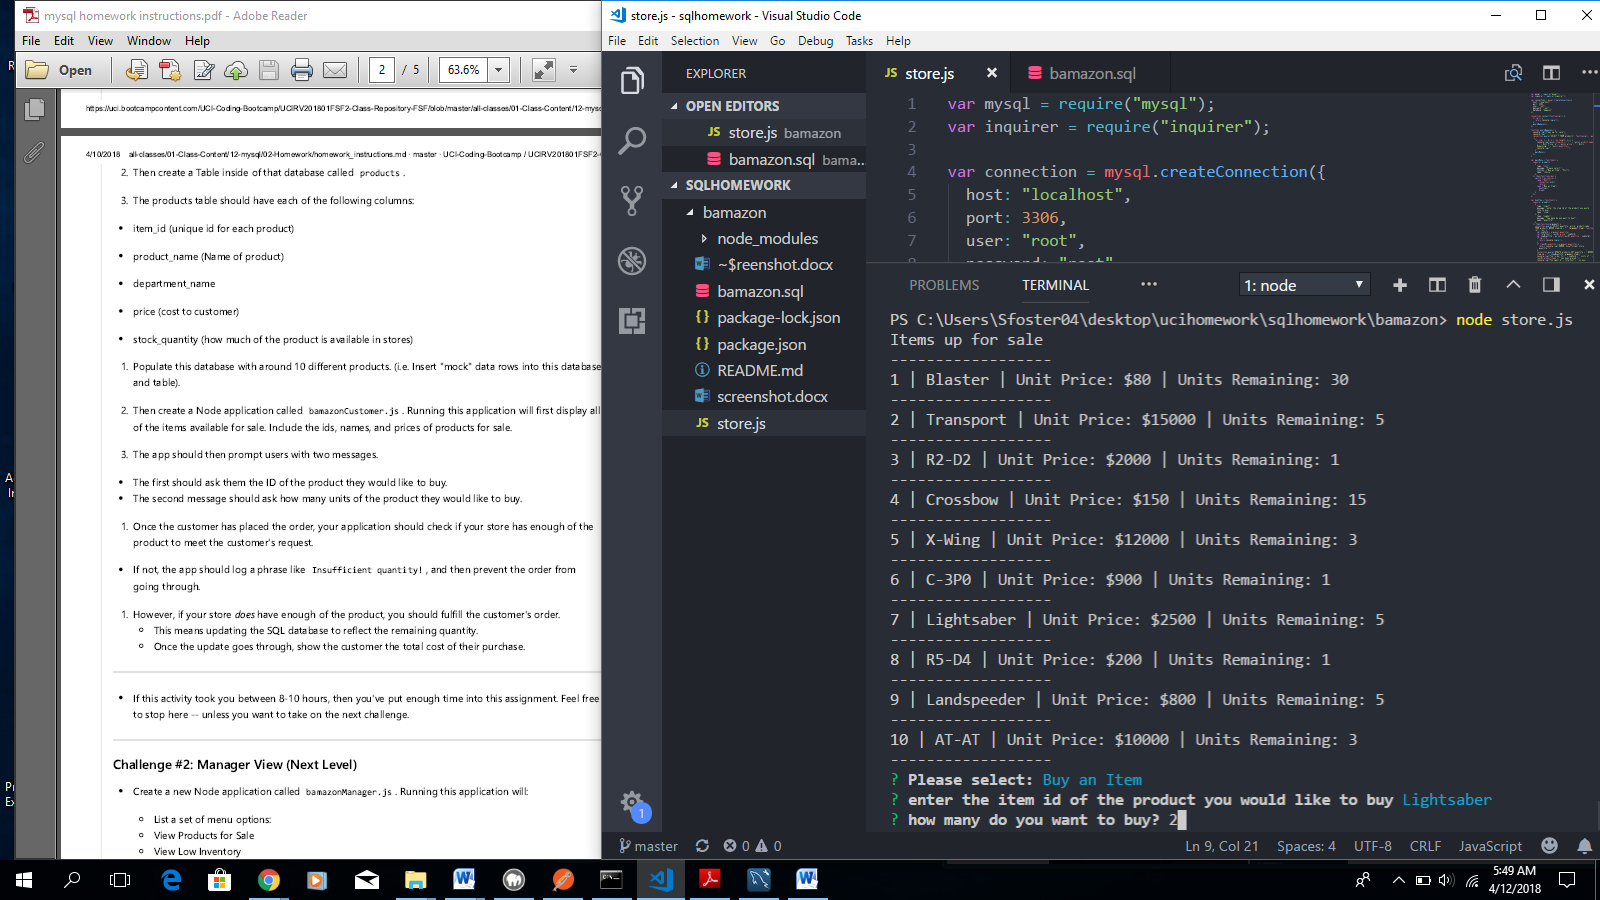 mysql homework instructions.pdf - Adobe Reader
File Edit View Window Help
Open 2 / 5 63.6%
https://uci.bootcampcontent.com/UCI-Coding-Bootcamp/UCIRV201801FSF2-Class-Repository-FSF/blob/master/all-classes/01-Class-Content/12-myso
4/10/2018 all-classes/01-Class-Content/12-mysql/02-Homework/homework_instructions.md · master · UCI-Coding-Bootcamp / UCIRV201801FSF2-
2. Then create a Table inside of that database called products .
3. The products table should have each of the following columns:
• item_id (unique id for each product)
• product_name (Name of product)
• department_name
• price (cost to customer)
• stock_quantity (how much of the product is available in stores)
1. Populate this database with around 10 different products. (i.e. Insert "mock" data rows into this database
and table).
2. Then create a Node application called bamazonCustomer.js . Running this application will first display all
of the items available for sale. Include the ids, names, and prices of products for sale.
3. The app should then prompt users with two messages.
• The first should ask them the ID of the product they would like to buy.
• The second message should ask how many units of the product they would like to buy.
1. Once the customer has placed the order, your application should check if your store has enough of the
product to meet the customer's request.
• If not, the app should log a phrase like Insufficient quantity! , and then prevent the order from
going through.
1. However, if your store does have enough of the product, you should fulfill the customer's order.
○ This means updating the SQL database to reflect the remaining quantity.
○ Once the update goes through, show the customer the total cost of their purchase.
• If this activity took you between 8-10 hours, then you've put enough time into this assignment. Feel free
to stop here -- unless you want to take on the next challenge.
Challenge #2: Manager View (Next Level)
• Create a new Node application called bamazonManager.js . Running this application will:
○ List a set of menu options:
○ View Products for Sale
○ View Low Inventory
store.js - sqlhomework - Visual Studio Code
File Edit Selection View Go Debug Tasks Help
EXPLORER
OPEN EDITORS
JS store.js bamazon
bamazon.sql bama...
SQLHOMEWORK
bamazon
node_modules
~$reenshot.docx
bamazon.sql
{} package-lock.json
{} package.json
README.md
screenshot.docx
JS store.js
1
JS store.js × bamazon.sql
1 var mysql = require("mysql");
2 var inquirer = require("inquirer");
3
4 var connection = mysql.createConnection({
5 host: "localhost",
6 port: 3306,
7 user: "root",
8 password: "root"
PROBLEMS TERMINAL ••• 1: node
PS C:\Users\Sfoster04\desktop\ucihomework\sqlhomework\bamazon> node store.js
Items up for sale
------------------
1 | Blaster | Unit Price: $80 | Units Remaining: 30
------------------
2 | Transport | Unit Price: $15000 | Units Remaining: 5
------------------
3 | R2-D2 | Unit Price: $2000 | Units Remaining: 1
------------------
4 | Crossbow | Unit Price: $150 | Units Remaining: 15
------------------
5 | X-Wing | Unit Price: $12000 | Units Remaining: 3
------------------
6 | C-3P0 | Unit Price: $900 | Units Remaining: 1
------------------
7 | Lightsaber | Unit Price: $2500 | Units Remaining: 5
------------------
8 | R5-D4 | Unit Price: $200 | Units Remaining: 1
------------------
9 | Landspeeder | Unit Price: $800 | Units Remaining: 5
------------------
10 | AT-AT | Unit Price: $10000 | Units Remaining: 3
------------------
? Please select: Buy an Item
? enter the item id of the product you would like to buy Lightsaber
? how many do you want to buy? 2
master 0 0 Ln 9, Col 21 Spaces: 4 UTF-8 CRLF JavaScript
5:49 AM
4/12/2018